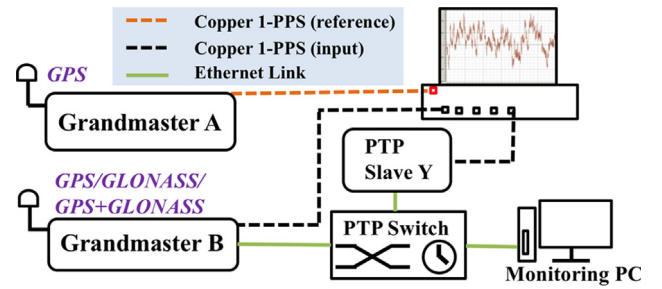 Copper 1-PPS (reference)
Copper 1-PPS (input)
Ethernet Link
GPS
Grandmaster A
PTP
Slave Y
GPS/GLONASS/
GPS+GLONASS
Grandmaster B
PTP Switch
Monitoring PC